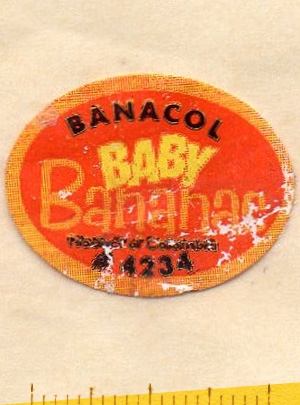 BANACOL
BABY
Bananas
Product of Colombia
# 4234